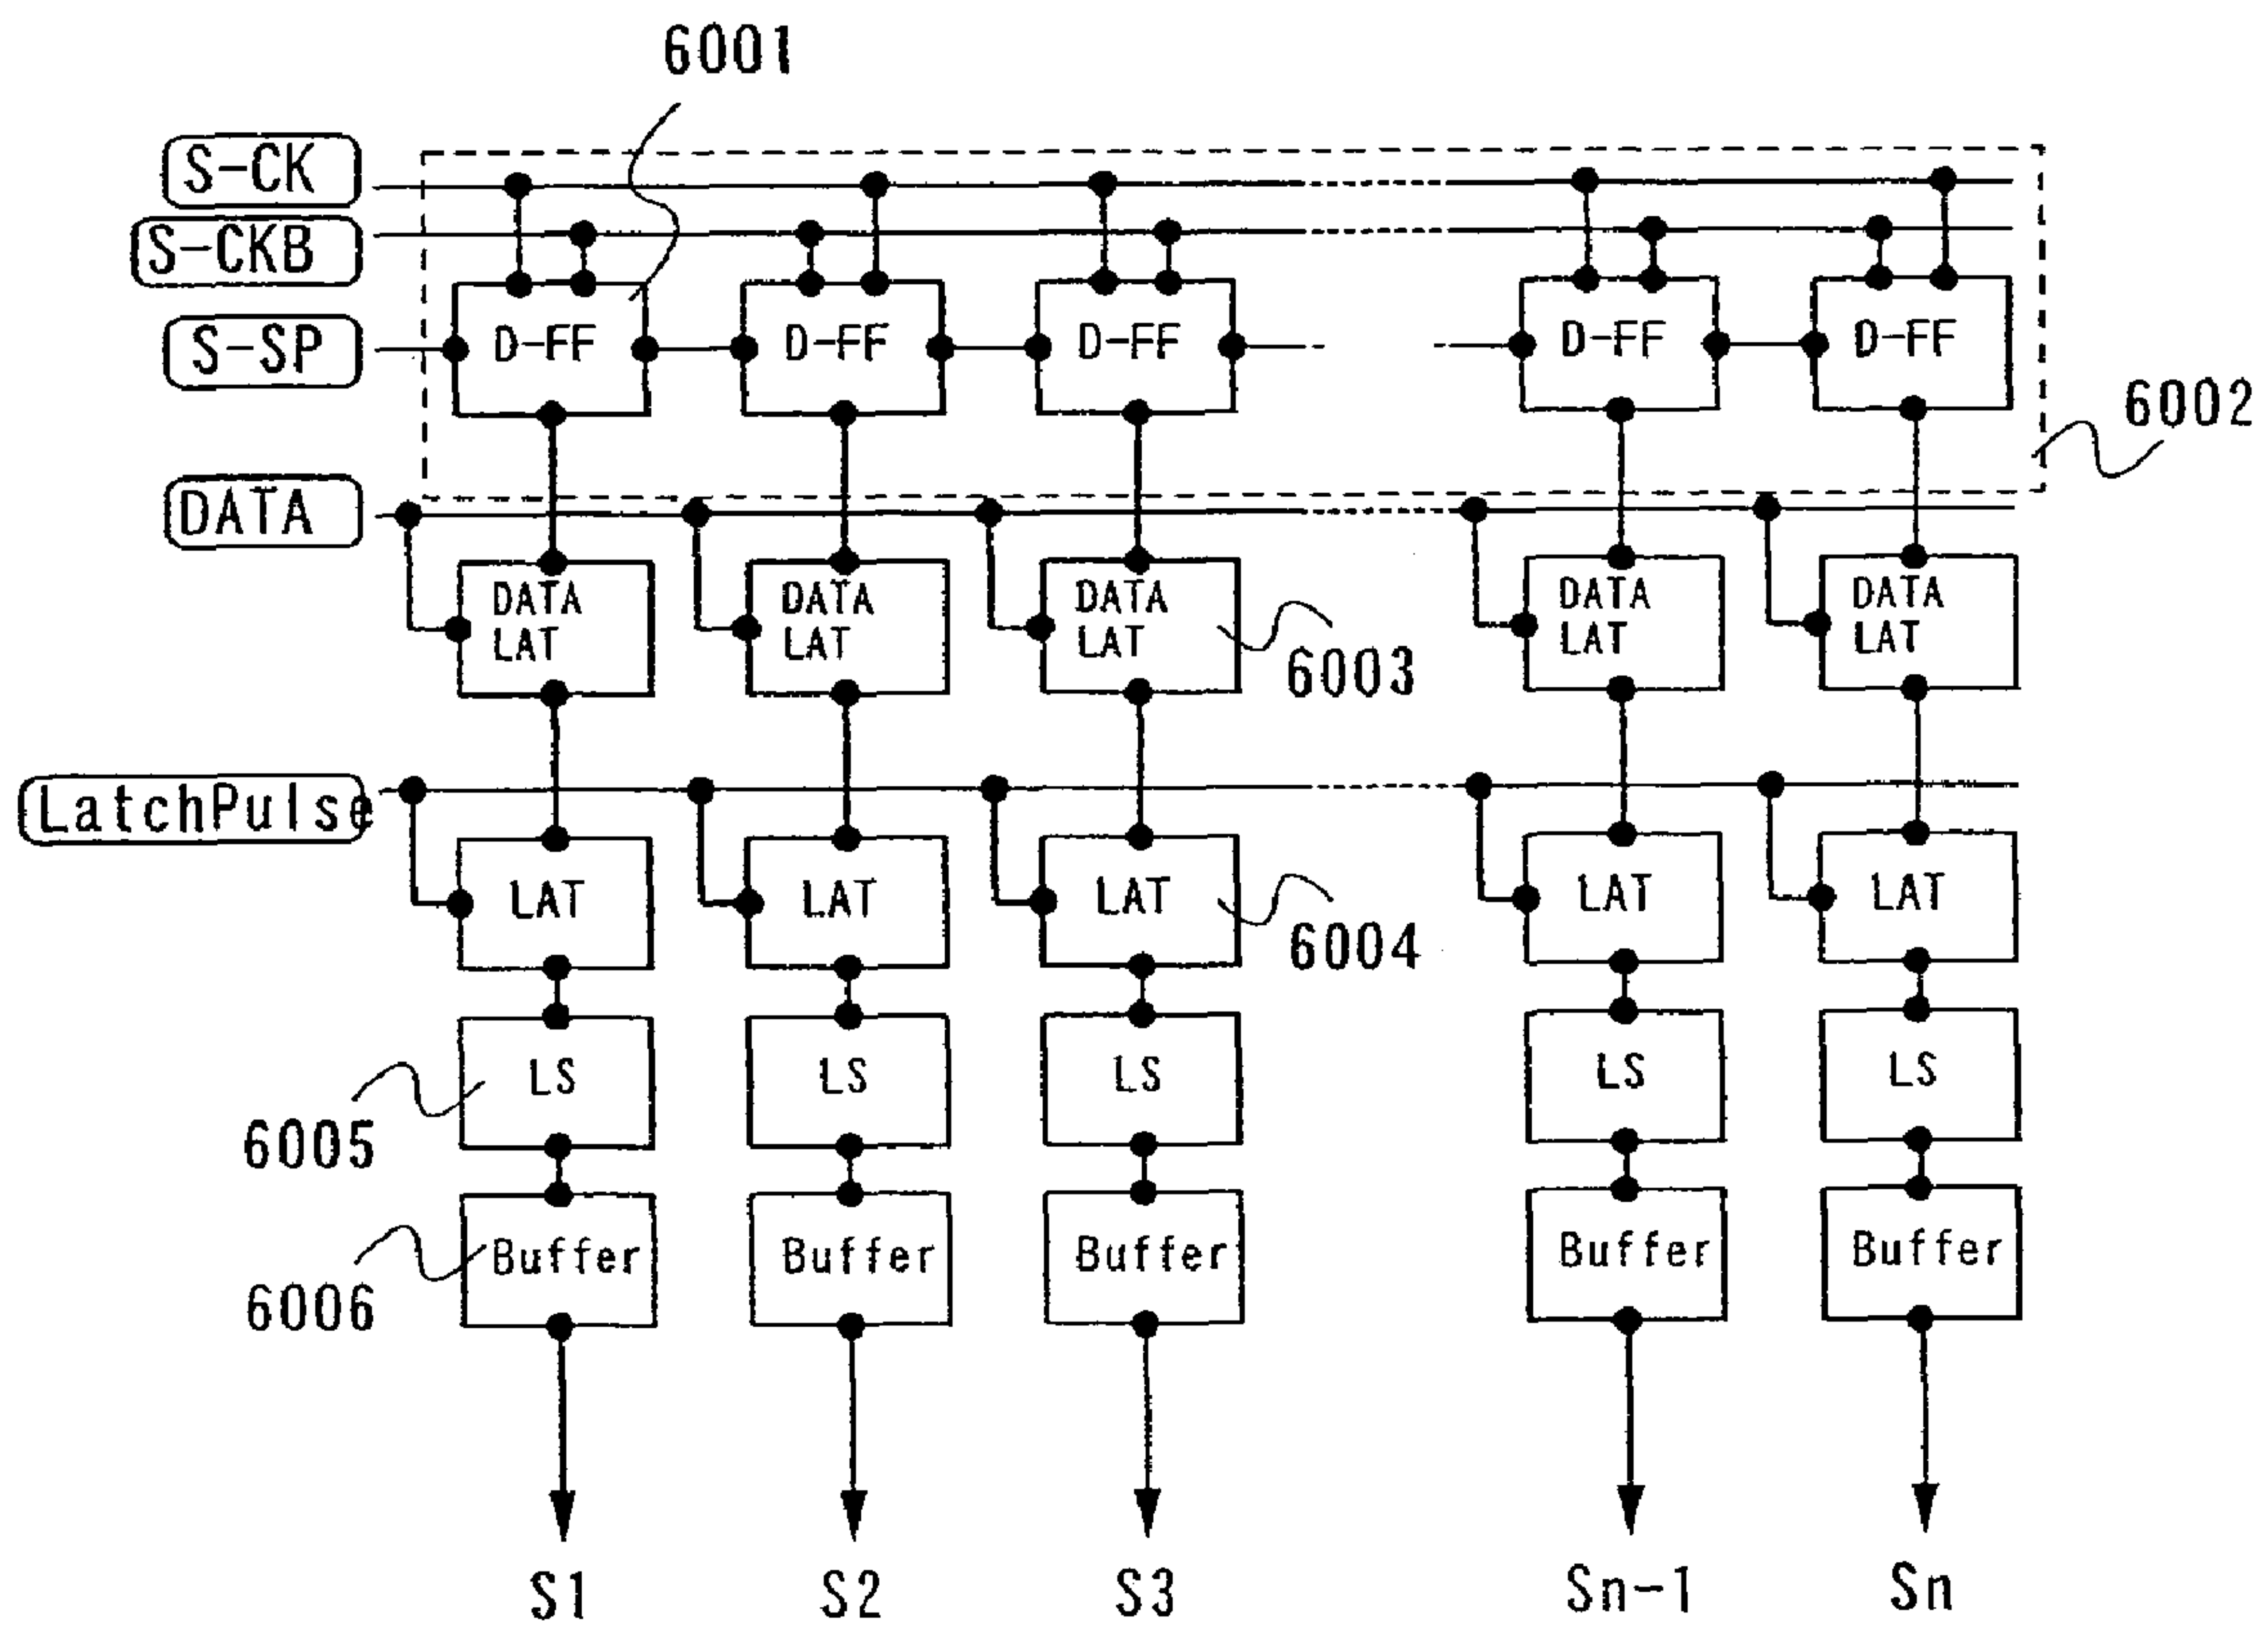 6001
S-CK
S-CKB
S-SP
D-FF D-FF D-FF D-FF D-FF
6002
DATA
DATA LAT DATA LAT DATA LAT DATA LAT DATA LAT
6003
LatchPulse
LAT LAT LAT LAT LAT
6004
LS LS LS LS LS
6005
Buffer Buffer Buffer Buffer Buffer
6006
S1 S2 S3 Sn-1 Sn